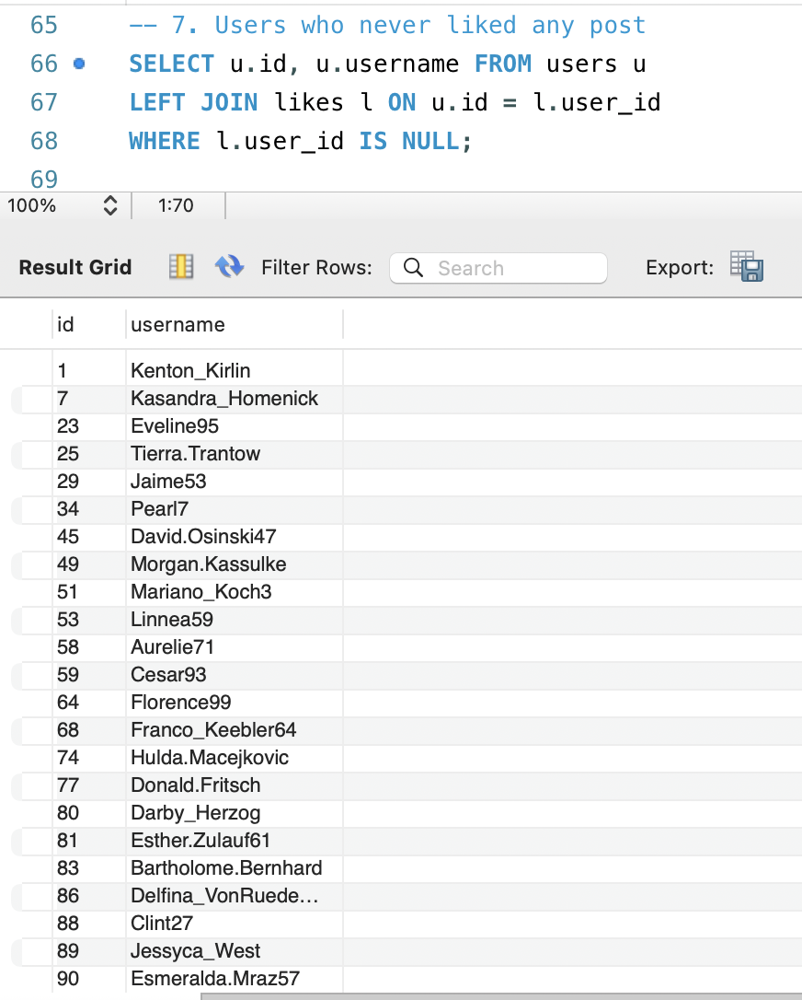 65 -- 7. Users who never liked any post
66 SELECT u.id, u.username FROM users u
67 LEFT JOIN likes l ON u.id = l.user_id
68 WHERE l.user_id IS NULL;
69
100% 1:70
Result Grid Filter Rows: Search Export:
id username
1 Kenton_Kirlin
7 Kasandra_Homenick
23 Eveline95
25 Tierra.Trantow
29 Jaime53
34 Pearl7
45 David.Osinski47
49 Morgan.Kassulke
51 Mariano_Koch3
53 Linnea59
58 Aurelie71
59 Cesar93
64 Florence99
68 Franco_Keebler64
74 Hulda.Macejkovic
77 Donald.Fritsch
80 Darby_Herzog
81 Esther.Zulauf61
83 Bartholome.Bernhard
86 Delfina_VonRuede…
88 Clint27
89 Jessyca_West
90 Esmeralda.Mraz57